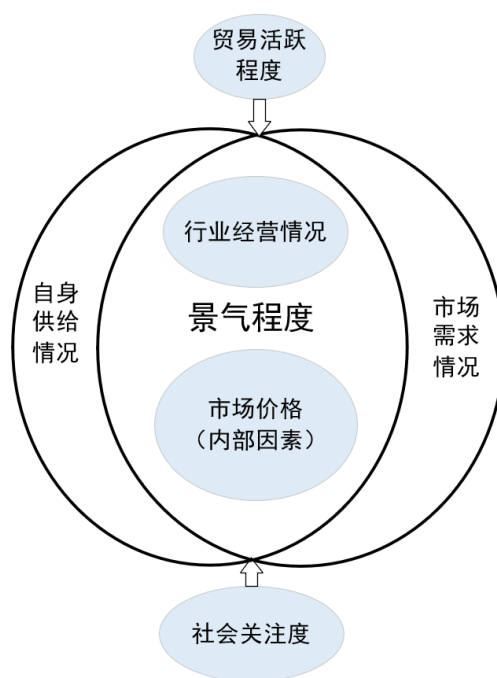 贸易活跃
程度
行业经营情况
自身
供给
情况
景气程度
市场
需求
情况
市场价格
（内部因素）
社会关注度